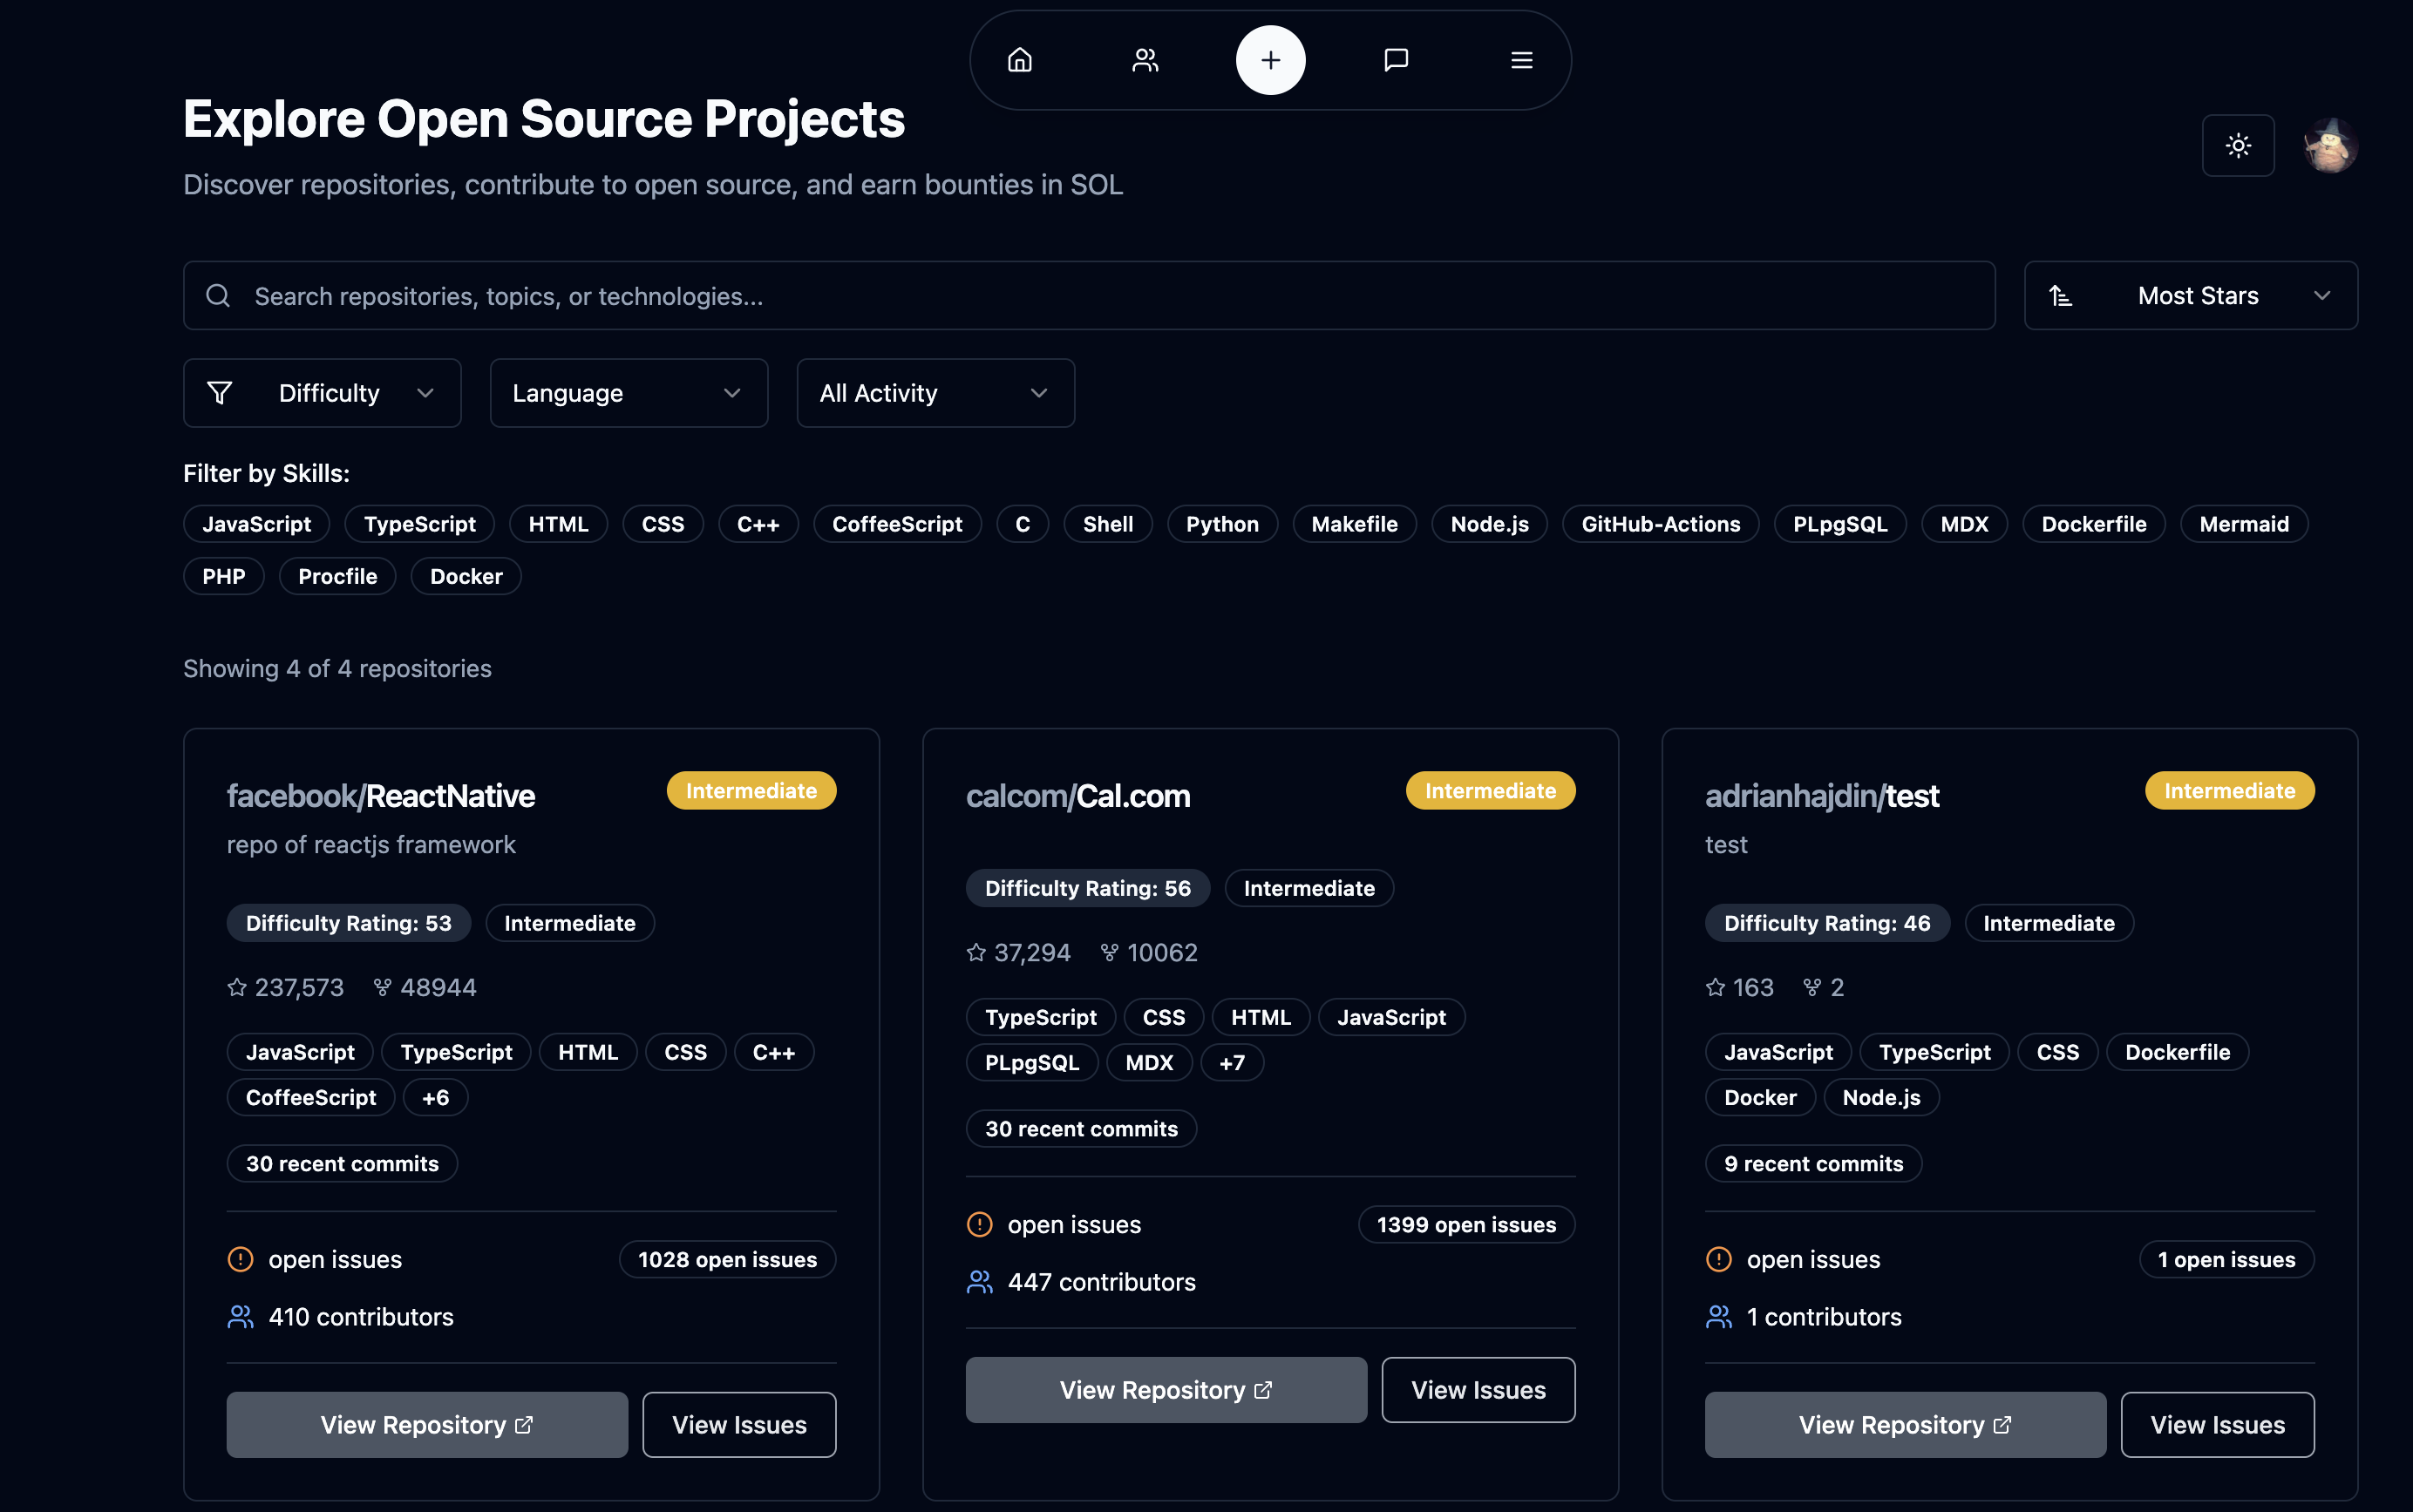 Explore Open Source Projects
Discover repositories, contribute to open source, and earn bounties in SOL
Search repositories, topics, or technologies...
Most Stars
Difficulty
Language
All Activity
Filter by Skills:
JavaScript TypeScript HTML CSS C++ CoffeeScript C Shell Python Makefile Node.js GitHub-Actions PLpgSQL MDX Dockerfile Mermaid
PHP Procfile Docker
Showing 4 of 4 repositories
facebook/ReactNative
Intermediate
repo of reactjs framework
Difficulty Rating: 53 Intermediate
237,573 48944
JavaScript TypeScript HTML CSS C++
CoffeeScript +6
30 recent commits
open issues 1028 open issues
410 contributors
View Repository View Issues
calcom/Cal.com
Intermediate
Difficulty Rating: 56 Intermediate
37,294 10062
TypeScript CSS HTML JavaScript
PLpgSQL MDX +7
30 recent commits
open issues 1399 open issues
447 contributors
View Repository View Issues
adrianhajdin/test
Intermediate
test
Difficulty Rating: 46 Intermediate
163 2
JavaScript TypeScript CSS Dockerfile
Docker Node.js
9 recent commits
open issues 1 open issues
1 contributors
View Repository View Issues